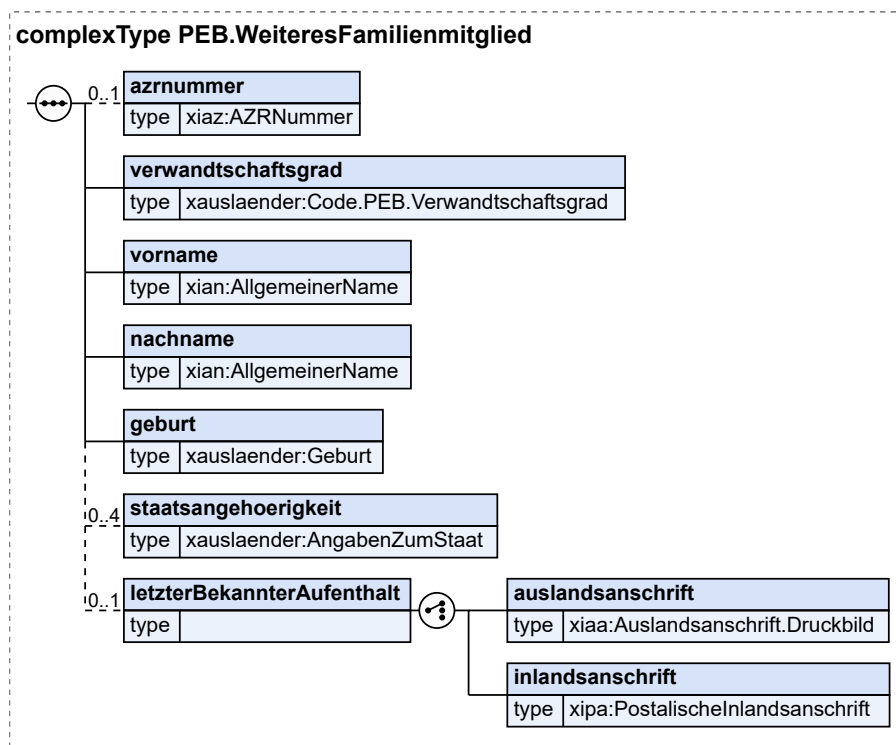 complexType PEB.WeiteresFamilienmitglied
0..1
azrnummer
type xiaz:AZRNummer
verwandtschaftsgrad
type xauslaender:Code.PEB.Verwandtschaftsgrad
vorname
type xian:AllgemeinerName
nachname
type xian:AllgemeinerName
geburt
type xauslaender:Geburt
0..4
staatsangehoerigkeit
type xauslaender:AngabenZumStaat
0..1
letzterBekannterAufenthalt
type
auslandsanschrift
type xiaa:Auslandsanschrift.Druckbild
inlandsanschrift
type xipa:PostalischeInlandsanschrift